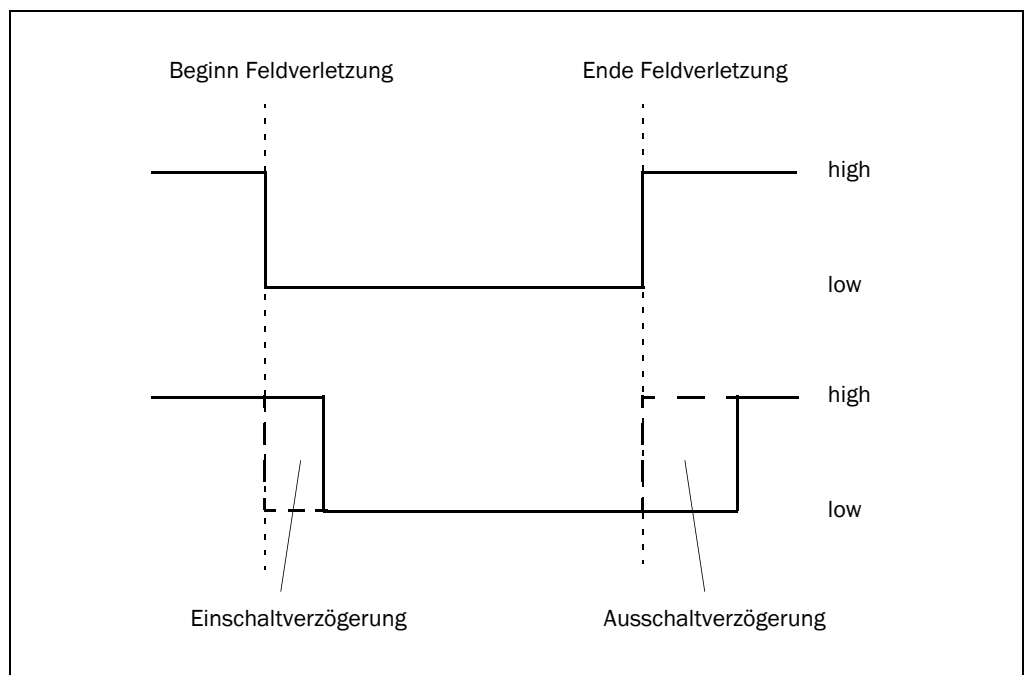 Beginn Feldverletzung
Ende Feldverletzung
high
low
high
low
Einschaltverzögerung
Ausschaltverzögerung